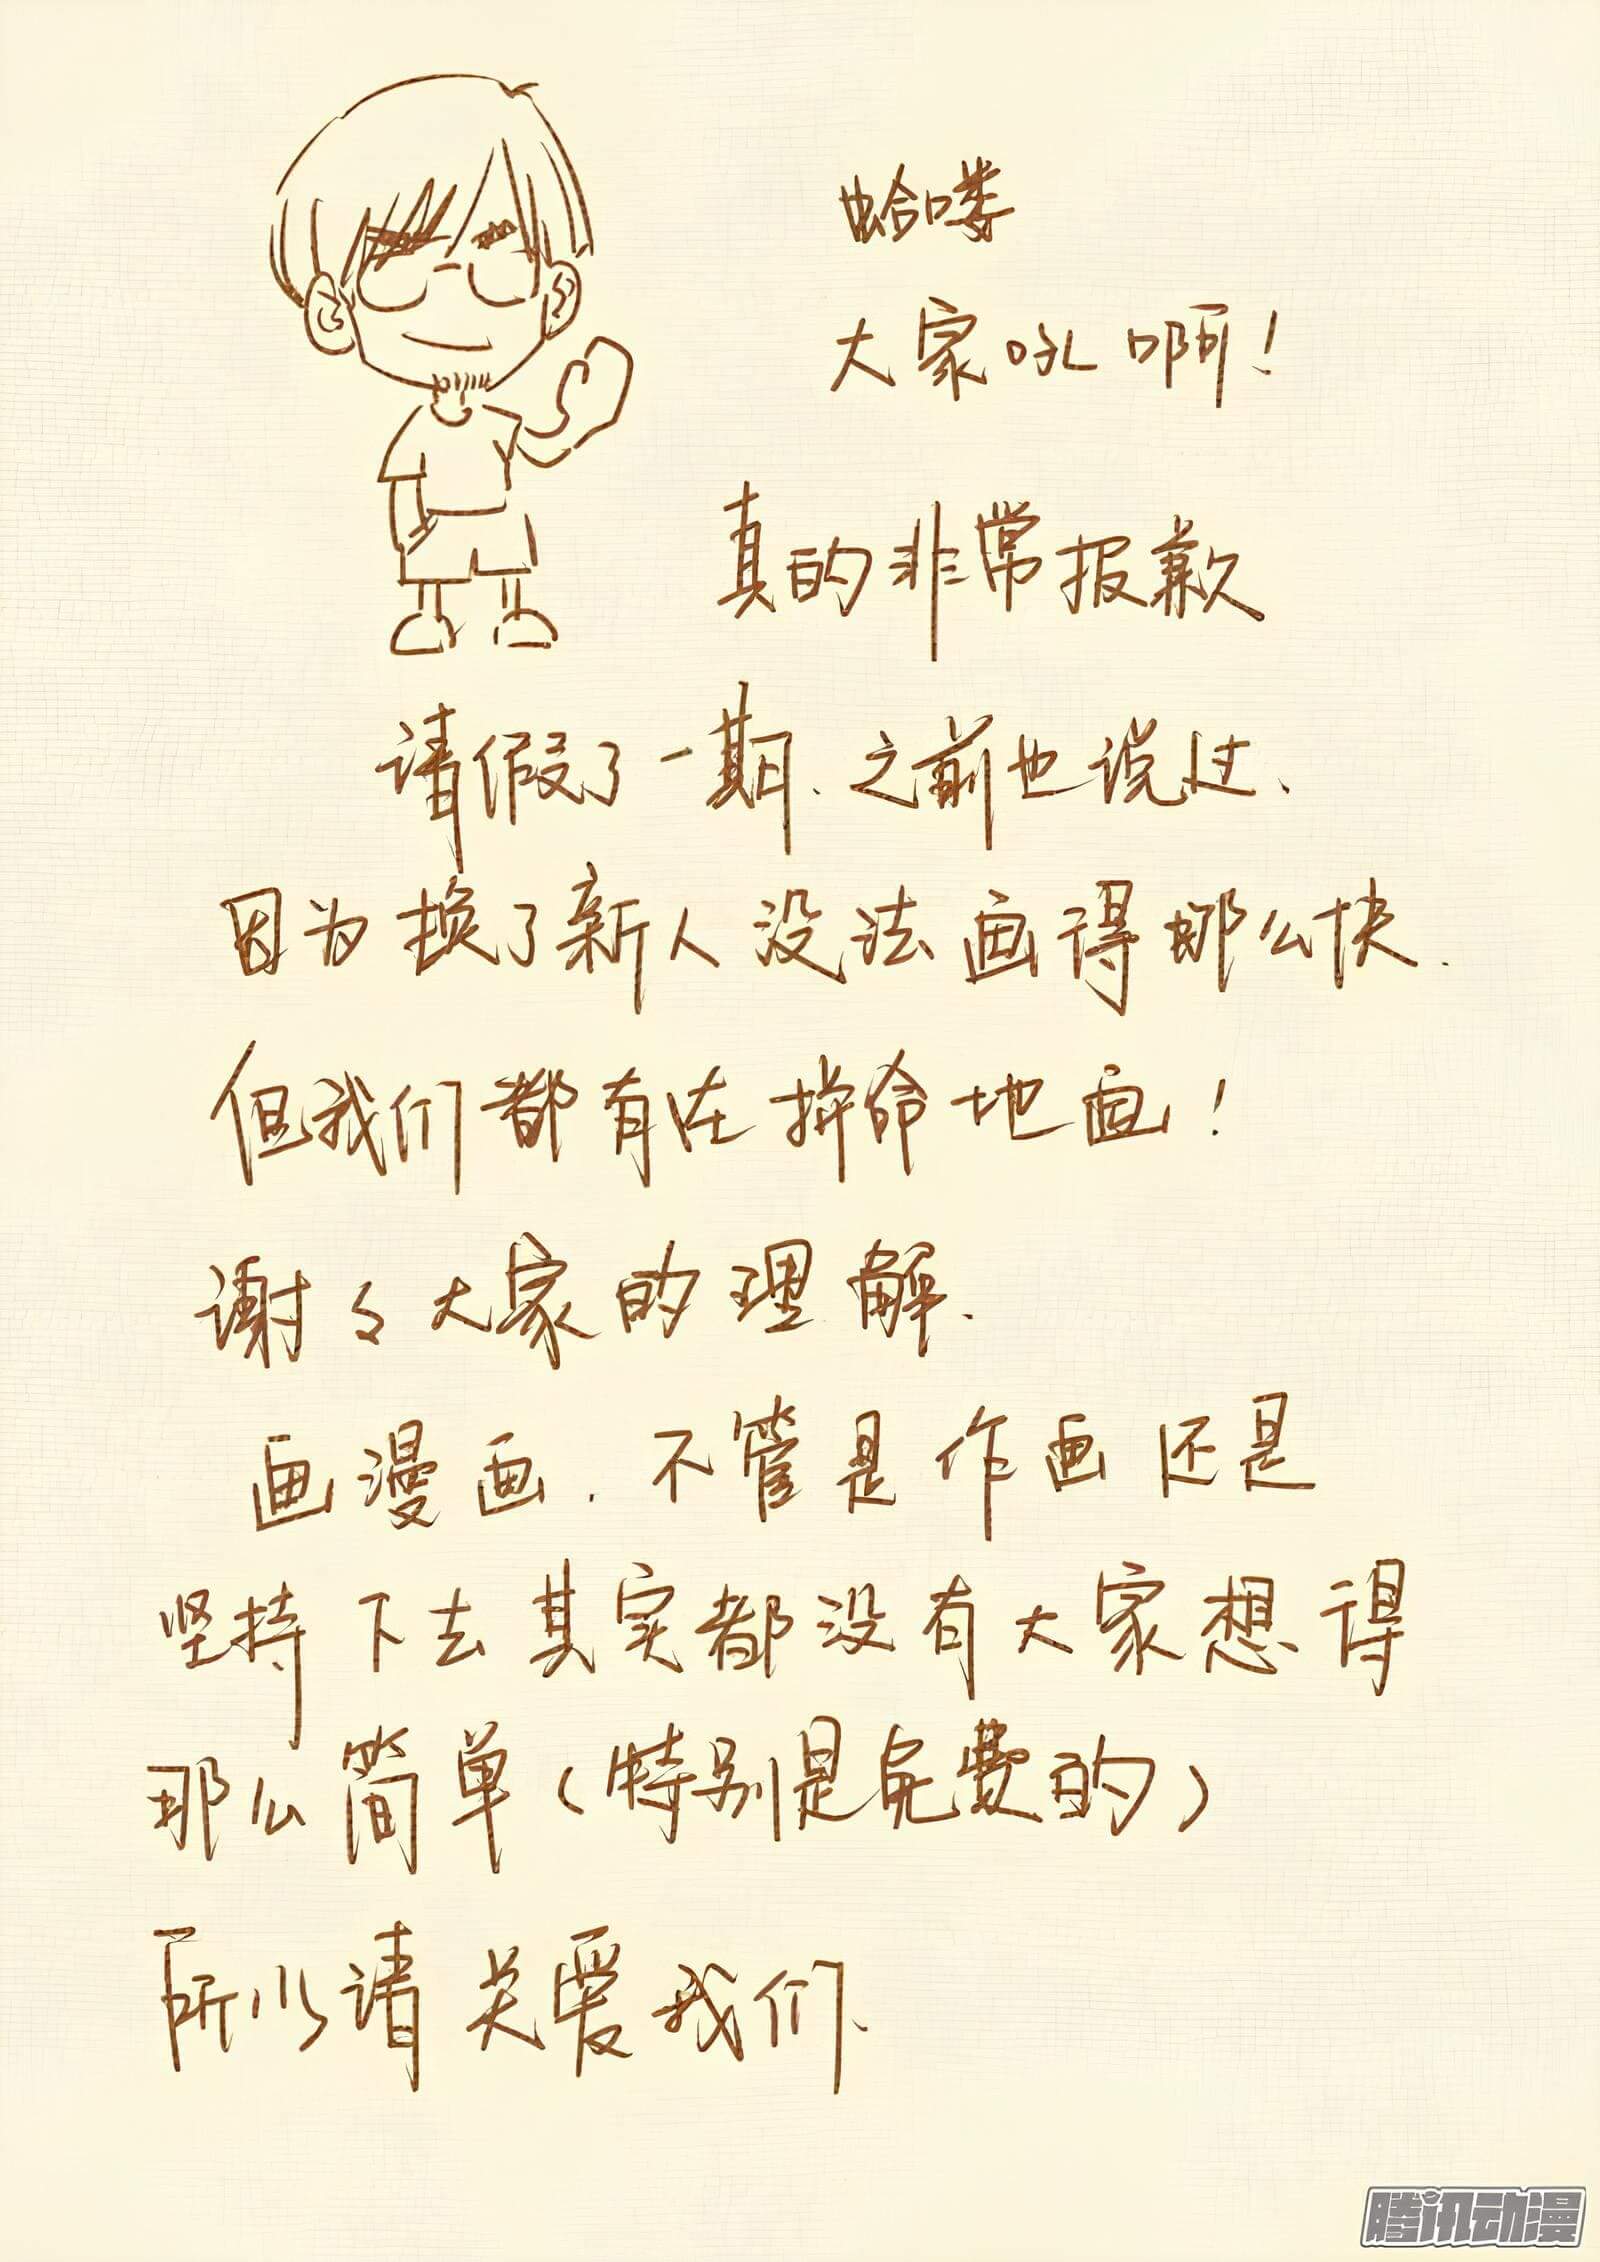 蛤喽
大家吼啊！
真的非常报歉
请假了一期、之前也说过、
因为换了新人没法画得那么快.
但我们都有在拼命地画！
谢々大家的理解.
画漫画.不管是作画还是
坚持下去其实都没有大家想得
那么简单（特别是免费的）
所以请关爱我们、
腾讯动漫